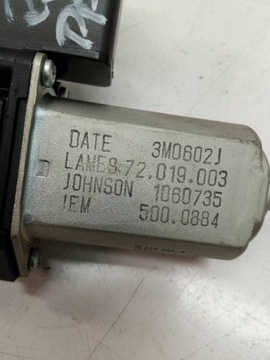 DATE 3M0602J
LAMES 72.019.003
JOHNSON 1060735
IEM 500.0884